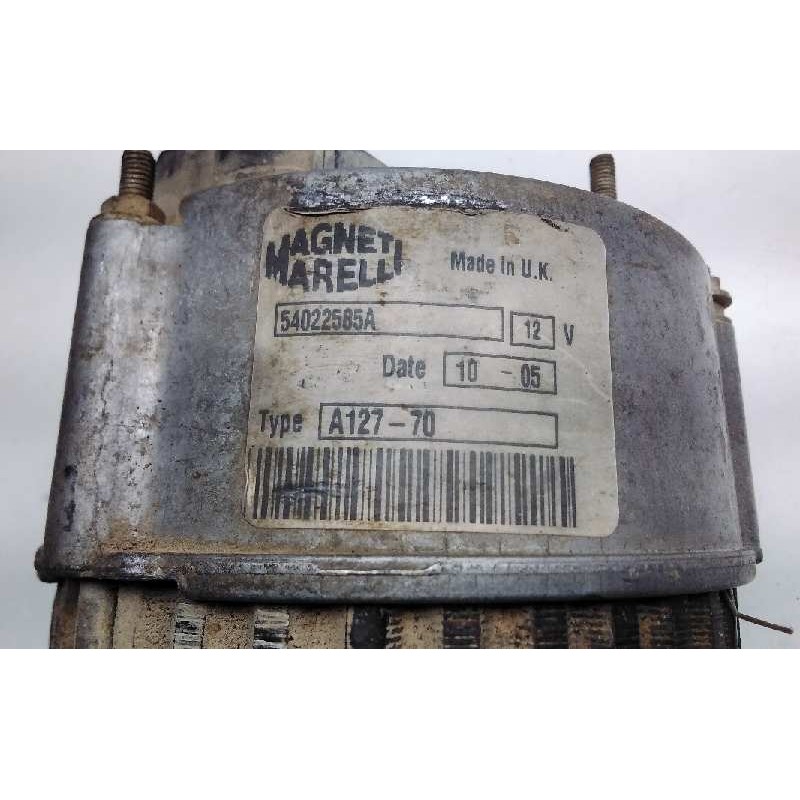 MAGNETI
MARELLI
Made in U.K.
54022585A
12 V
Date 10 - 05
Type A127-70